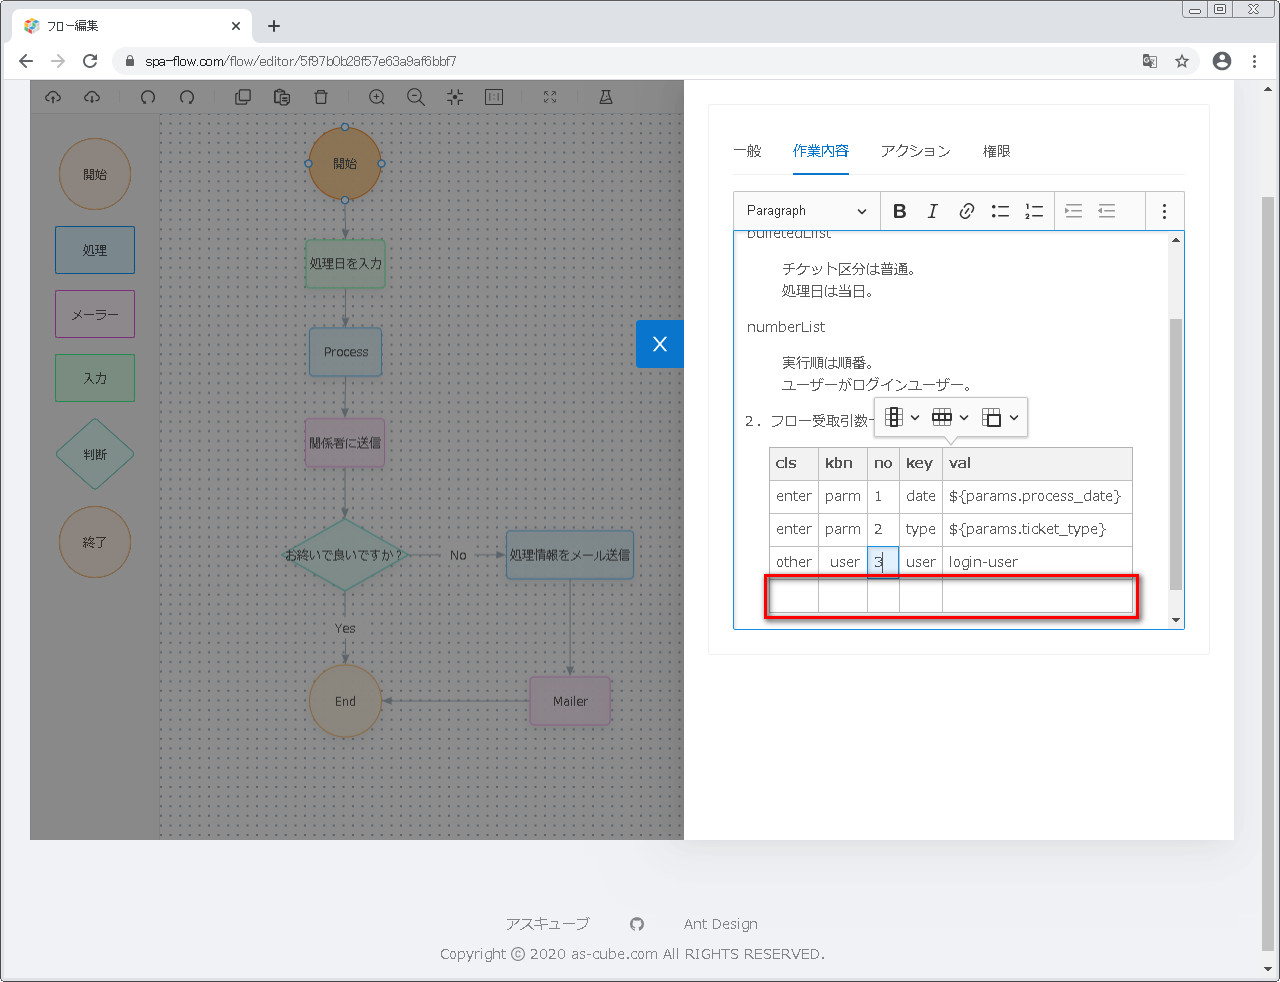 フロー編集
spa-flow.com/flow/editor/5f97b0b28f57e63a9af6bbf7
開始
処理
メーラー
入力
判断
終了
開始
処理日を入力
Process
関係者に送信
お終いで良いですか？
No
処理情報をメール送信
Yes
End
Mailer
一般 作業内容 アクション 権限
Paragraph
bulletedList
チケット区分は普通。
処理日は当日。
numberList
実行順は順番。
ユーザーがログインユーザー。
2. フロー受取引数
cls kbn no key val
enter parm 1 date ${params.process_date}
enter parm 2 type ${params.ticket_type}
other user 3 user login-user
アスキューブ Ant Design
Copyright © 2020 as-cube.com All RIGHTS RESERVED.